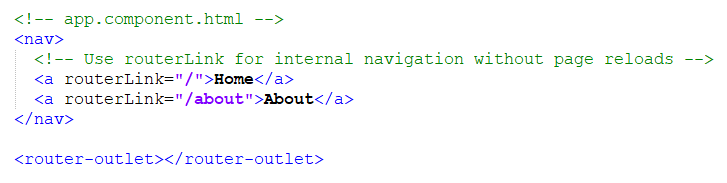 <!-- app.component.html -->
<nav>
  <!-- Use routerLink for internal navigation without page reloads -->
  <a routerLink="/">Home</a>
  <a routerLink="/about">About</a>
</nav>

<router-outlet></router-outlet>